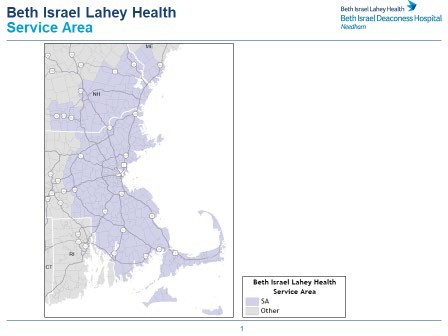 Beth Israel Lahey Health
Service Area
Beth Israel Lahey Health
Beth Israel Deaconess Hospital
Needham
ME
NH
CT
RI
Beth Israel Lahey Health
Service Area
SA
Other
1